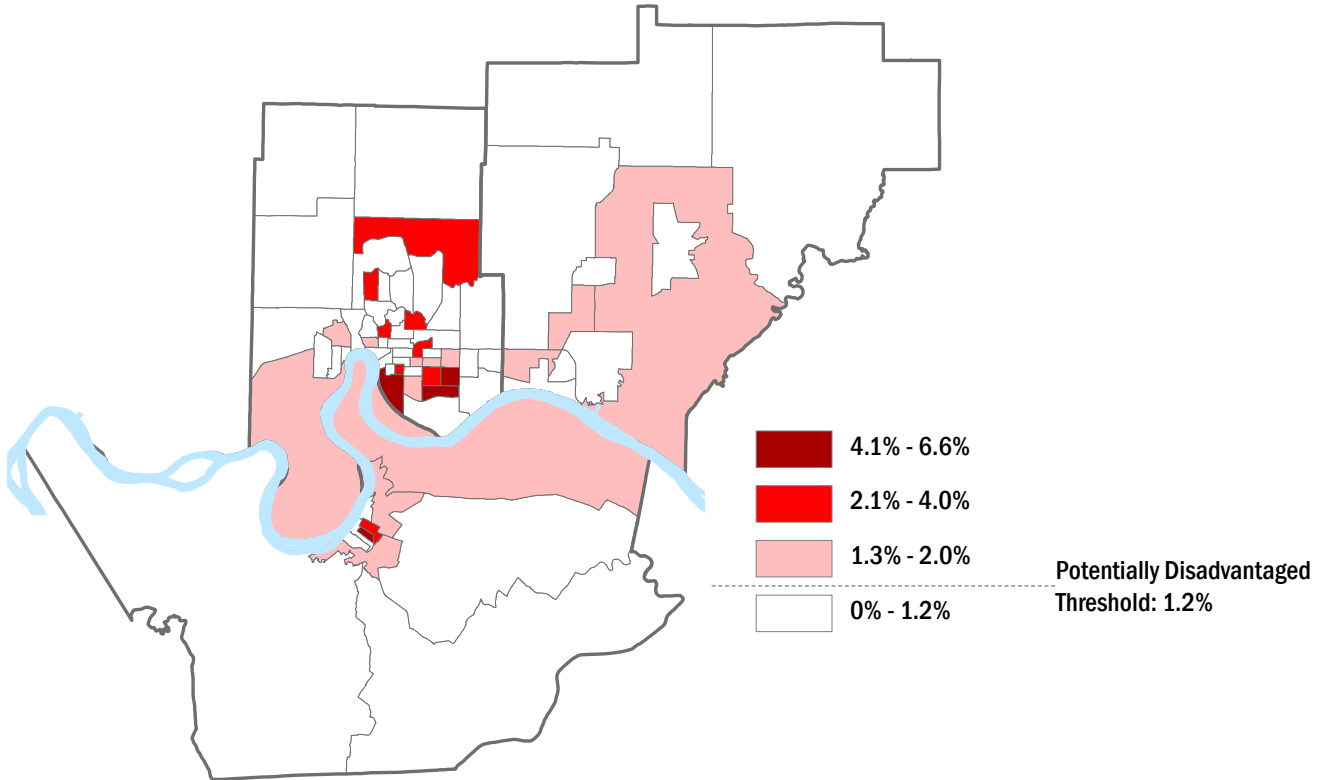 4.1% - 6.6%
2.1% - 4.0%
1.3% - 2.0%
Potentially Disadvantaged
Threshold: 1.2%
0% - 1.2%